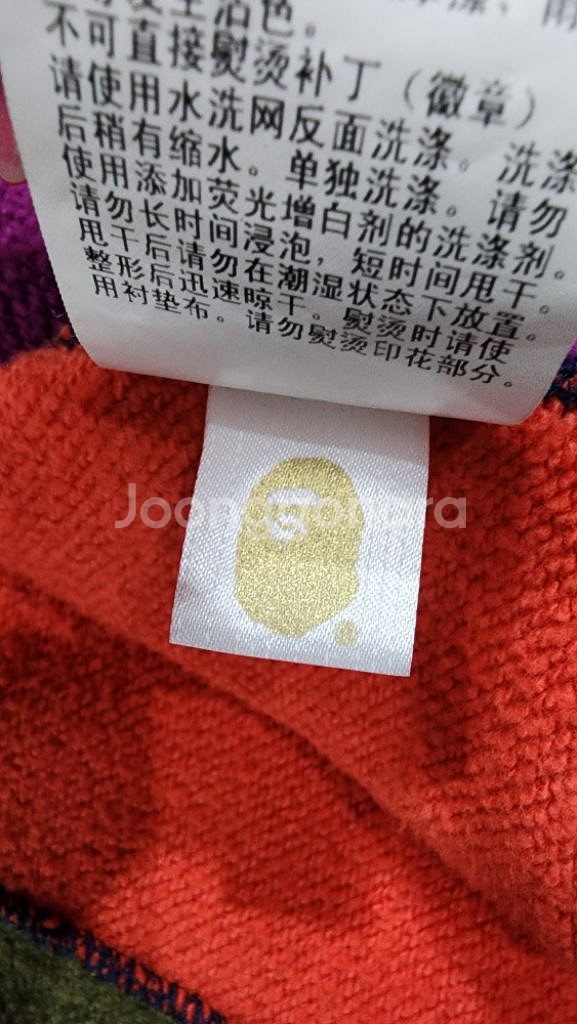 不可直接熨烫补丁（徽章）
请使用水洗网反面洗涤。洗涤
后稍有缩水。单独洗涤。请勿
使用添加荧光增白剂的洗涤剂。
请勿长时间浸泡，短时间甩干。
甩干后请勿在潮湿状态下放置。
整形后迅速晾干。熨烫时请使
用衬垫布。请勿熨烫印花部分。
Joonggonara